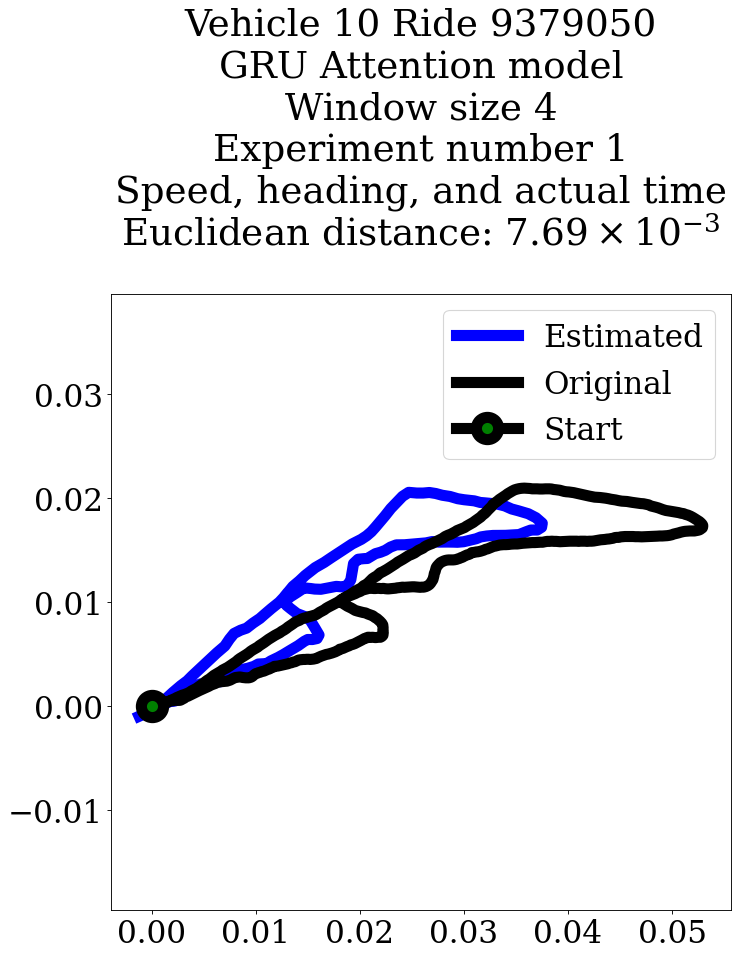 Vehicle 10 Ride 9379050
GRU Attention model
Window size 4
Experiment number 1
Speed, heading, and actual time
Euclidean distance: 7.69 × 10⁻³
Estimated
Original
Start
0.03
0.02
0.01
0.00
−0.01
0.00 0.01 0.02 0.03 0.04 0.05